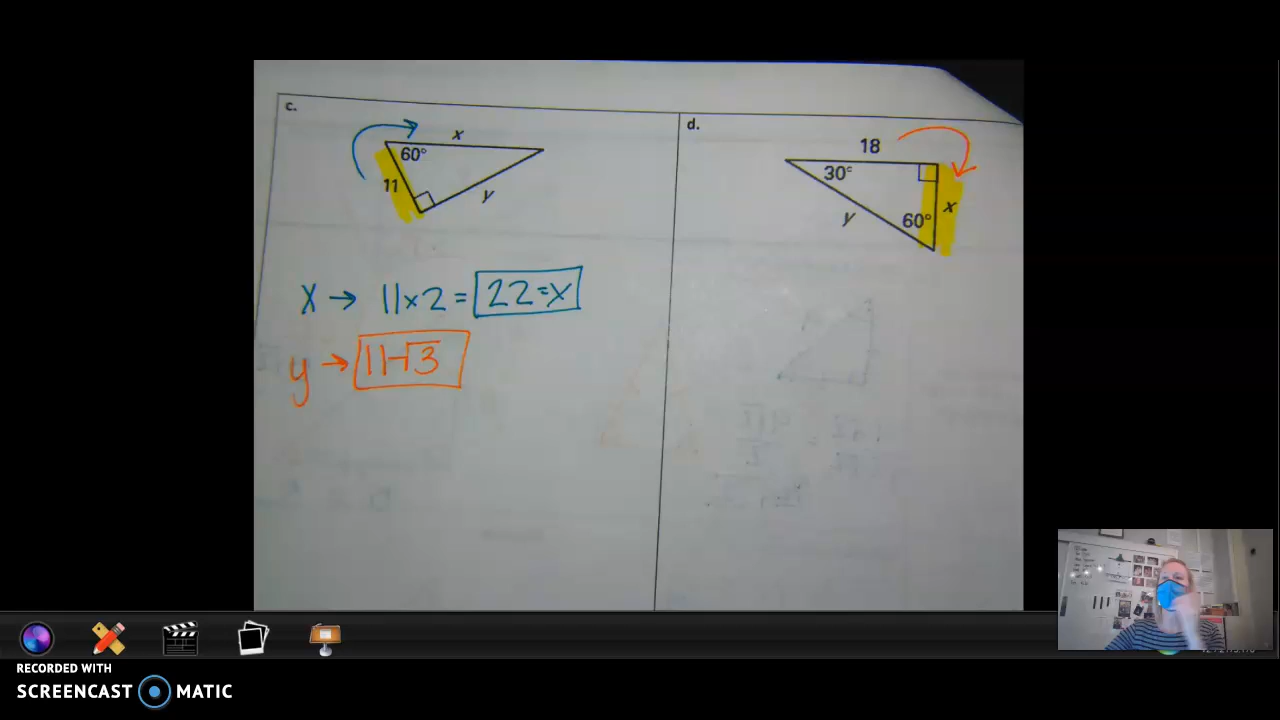 c.
x
60°
11
y
d.
18
30°
60°
x
y
x → 11×2 = 22=x
y → 11√3
RECORDED WITH
SCREENCAST MATIC